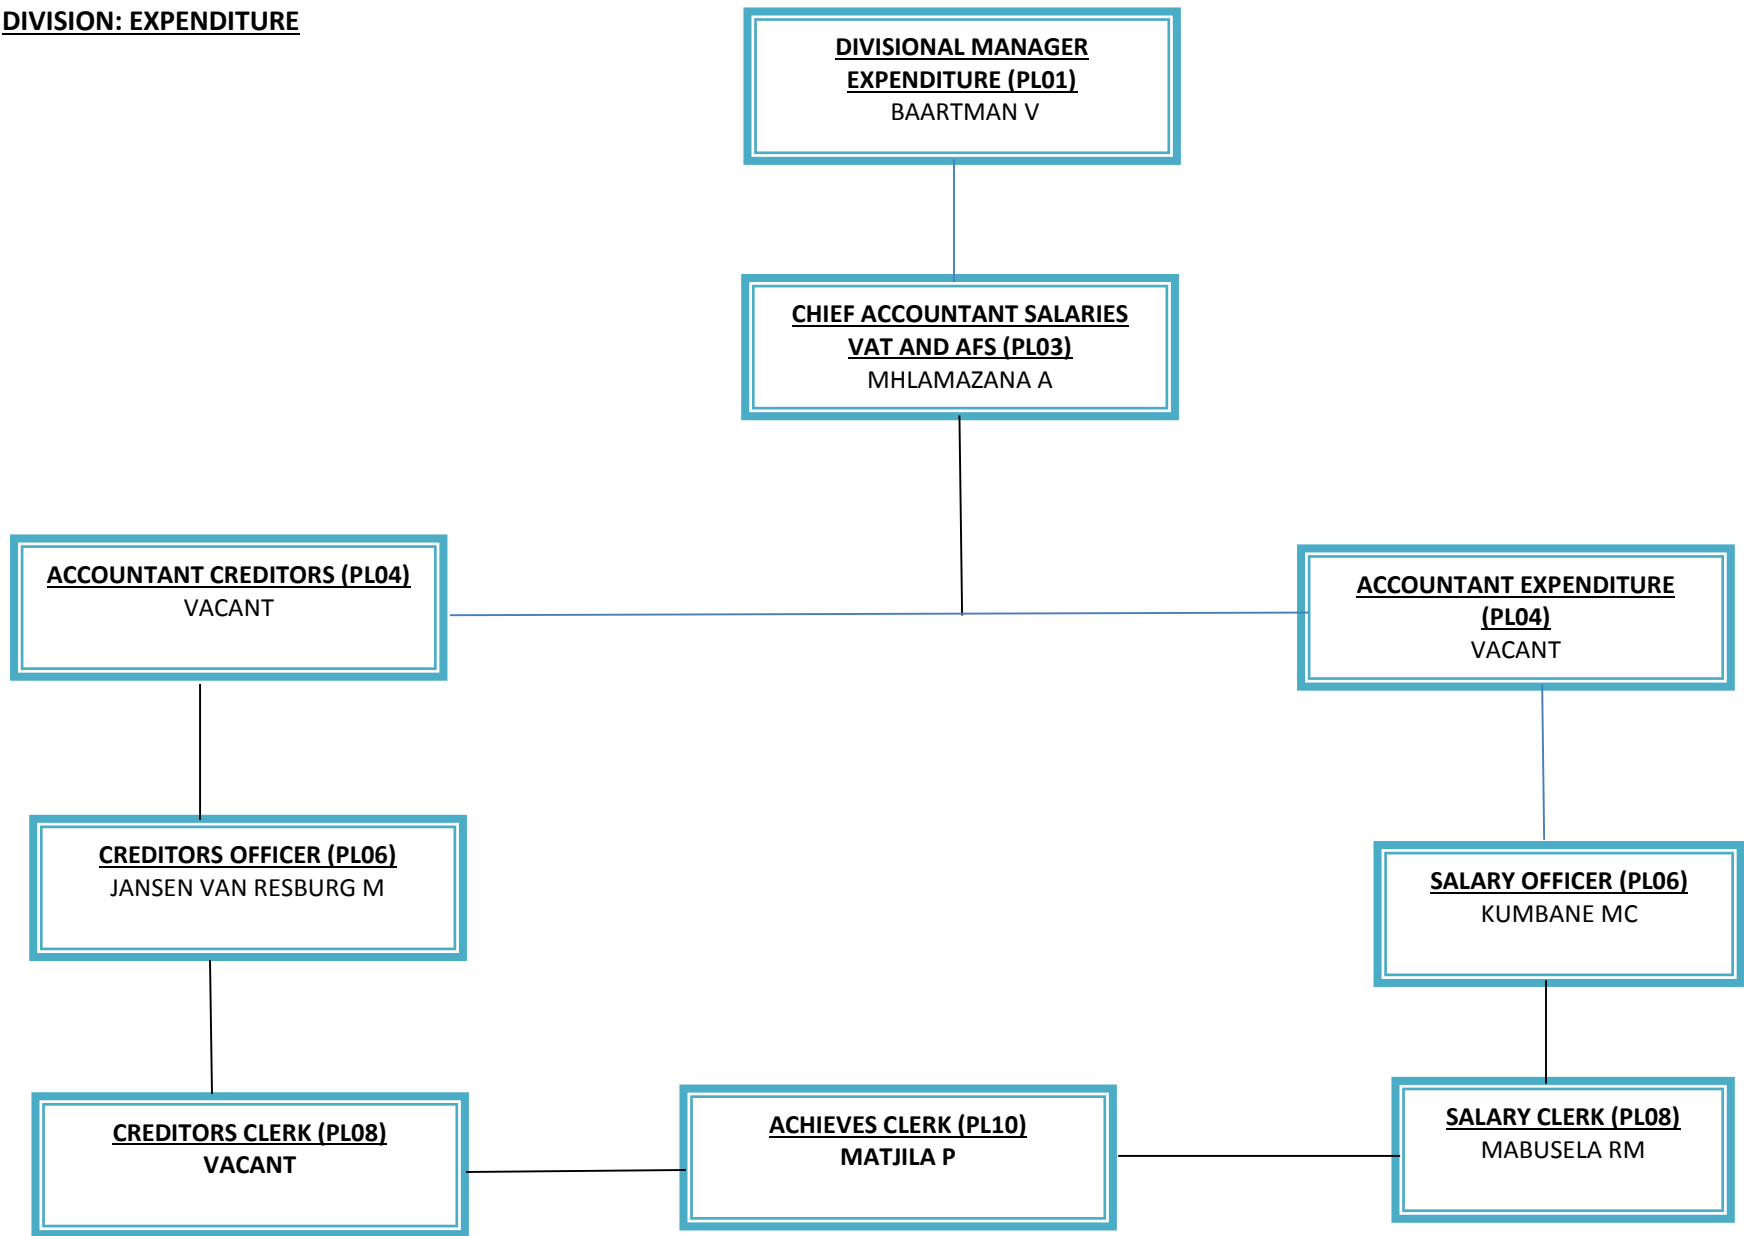 DIVISION: EXPENDITURE
DIVISIONAL MANAGER
EXPENDITURE (PL01)
BAARTMAN V
CHIEF ACCOUNTANT SALARIES
VAT AND AFS (PL03)
MHLAMAZANA A
ACCOUNTANT CREDITORS (PL04)
VACANT
ACCOUNTANT EXPENDITURE
(PL04)
VACANT
CREDITORS OFFICER (PL06)
JANSEN VAN RESBURG M
SALARY OFFICER (PL06)
KUMBANE MC
CREDITORS CLERK (PL08)
VACANT
ACHIEVES CLERK (PL10)
MATJILA P
SALARY CLERK (PL08)
MABUSELA RM